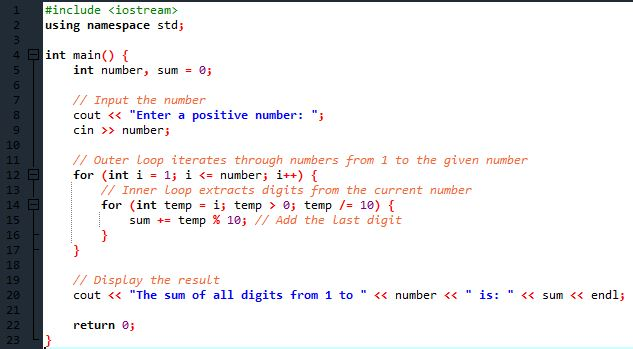 1 #include <iostream>
2 using namespace std;
3
4 int main() {
5     int number, sum = 0;
6
7     // Input the number
8     cout << "Enter a positive number: ";
9     cin >> number;
10
11     // Outer loop iterates through numbers from 1 to the given number
12     for (int i = 1; i <= number; i++) {
13         // Inner loop extracts digits from the current number
14         for (int temp = i; temp > 0; temp /= 10) {
15             sum += temp % 10; // Add the last digit
16         }
17     }
18
19     // Display the result
20     cout << "The sum of all digits from 1 to " << number << " is: " << sum << endl;
21
22     return 0;
23 }